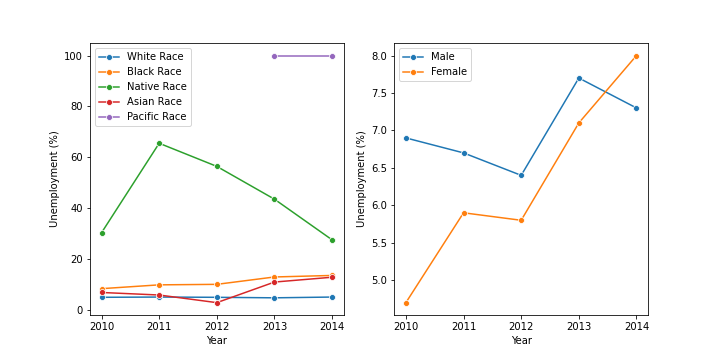 100
80
60
40
20
0
Unemployment (%)
White Race
Black Race
Native Race
Asian Race
Pacific Race
2010 2011 2012 2013 2014
Year
8.0
7.5
7.0
6.5
6.0
5.5
5.0
Unemployment (%)
Male
Female
2010 2011 2012 2013 2014
Year